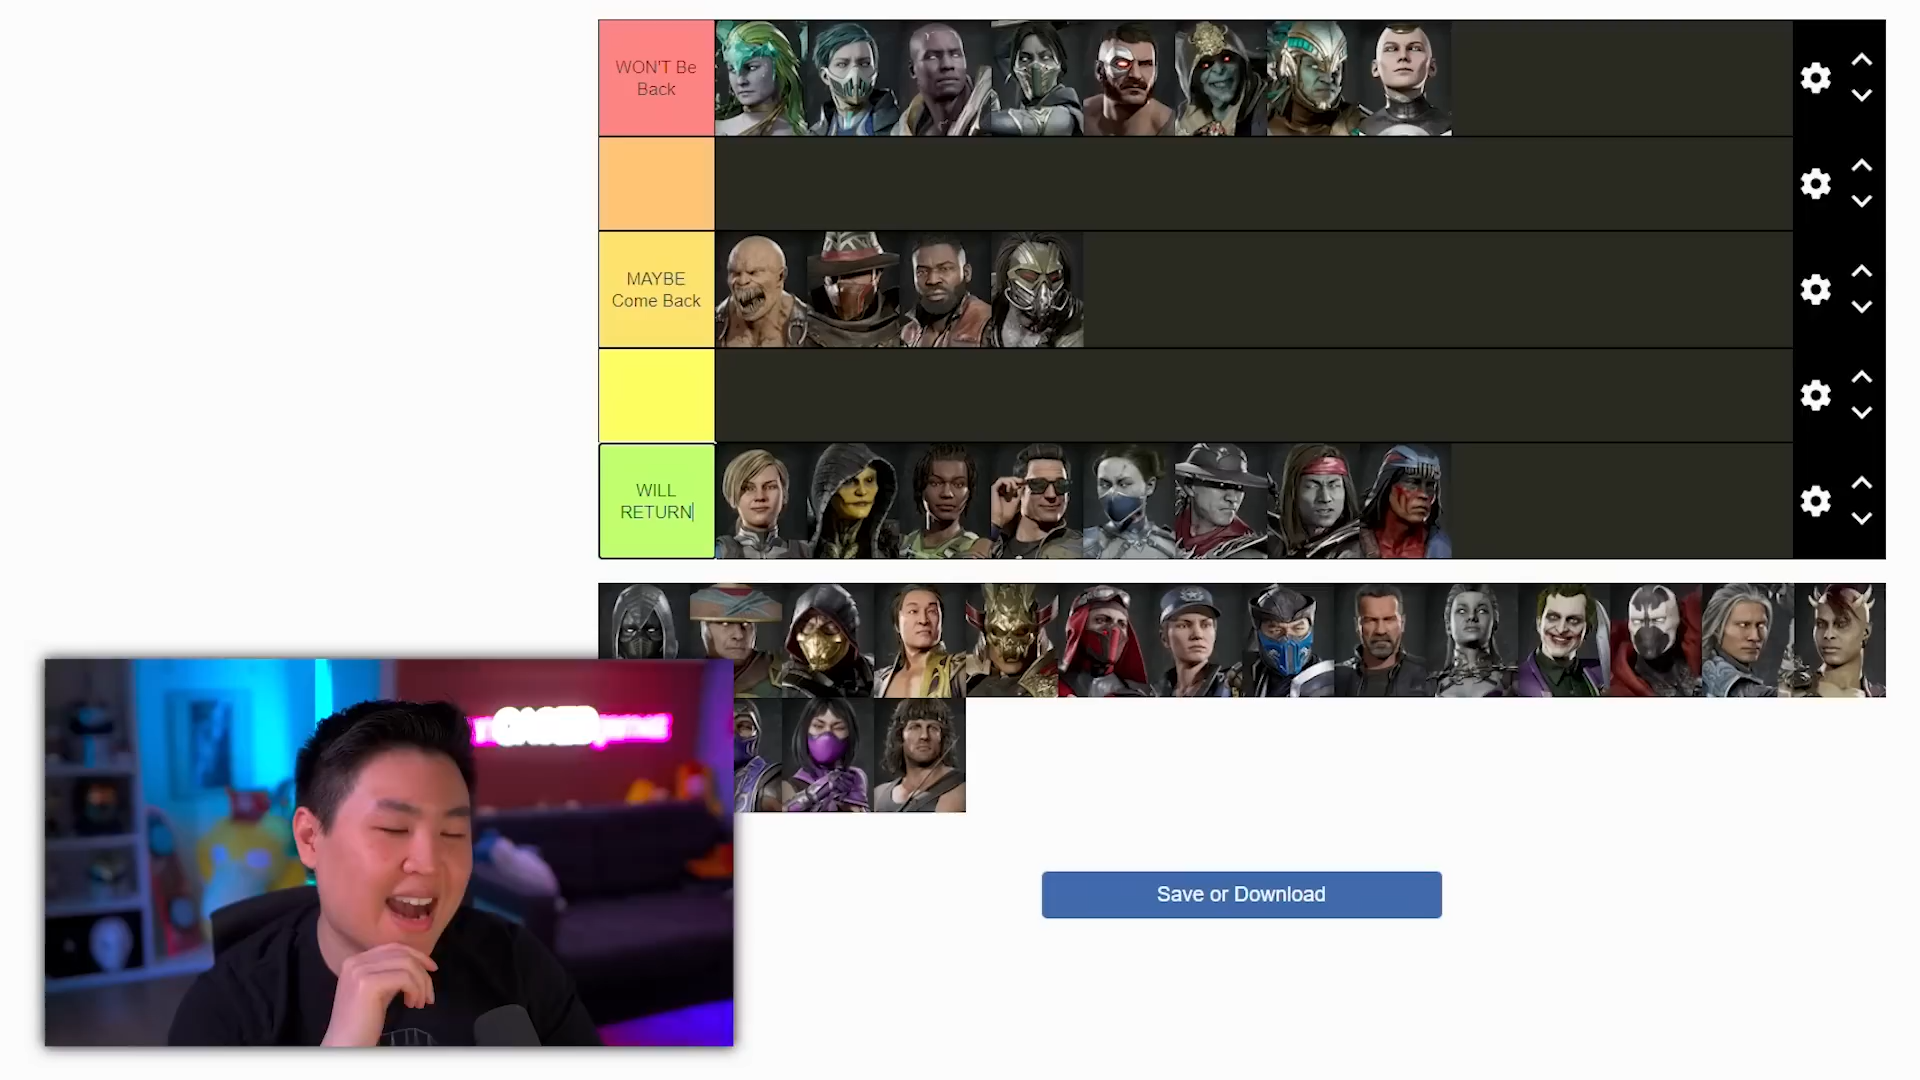 WON'T Be
Back
MAYBE
Come Back
WILL
RETURN
Save or Download